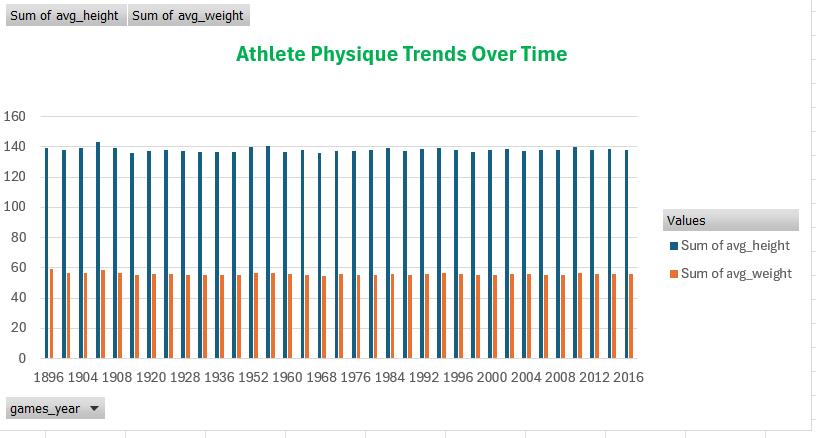 Sum of avg_height Sum of avg_weight
Athlete Physique Trends Over Time
160
140
120
100
80
60
40
20
0
1896 1904 1908 1920 1928 1936 1952 1960 1968 1976 1984 1992 1996 2000 2004 2008 2012 2016
Values
Sum of avg_height
Sum of avg_weight
games_year